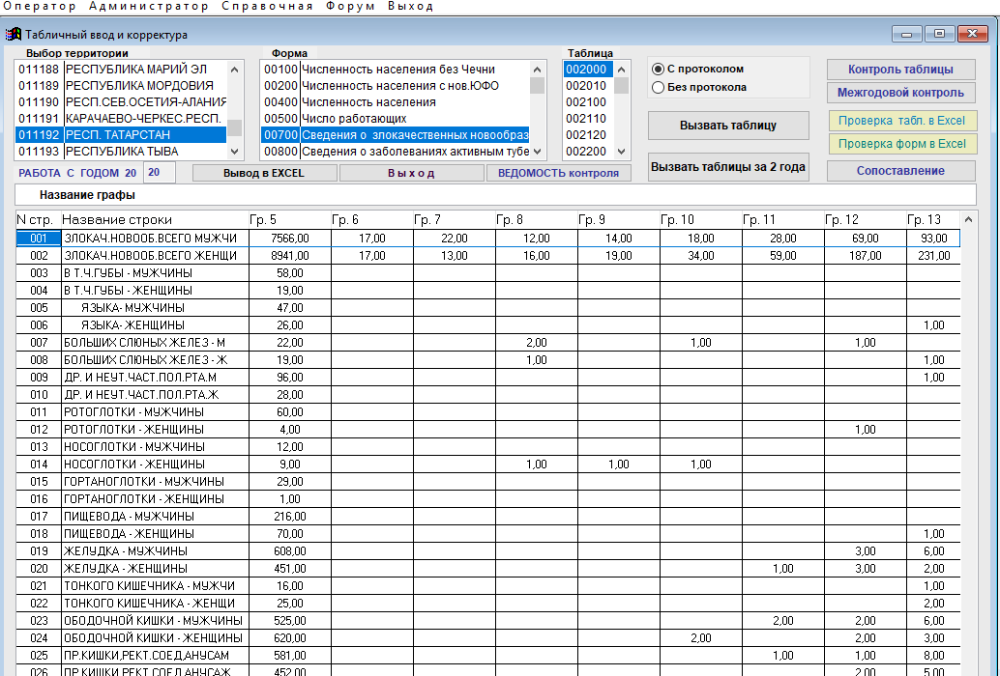 Оператор Администратор Справочная Форум Выход
Табличный ввод и корректура
Выбор территории Форма Таблица
011188 РЕСПУБЛИКА МАРИЙ ЭЛ
011189 РЕСПУБЛИКА МОРДОВИЯ
011190 РЕСП.СЕВ.ОСЕТИЯ-АЛАНИЯ
011191 КАРАЧАЕВО-ЧЕРКЕС.РЕСП.
011192 РЕСП. ТАТАРСТАН
011193 РЕСПУБЛИКА ТЫВА
00100 Численность населения без Чечни
00200 Численность населения с нов.ЮФО
00400 Численность населения
00500 Число работающих
00700 Сведения о злокачественных новообраз
00800 Сведения о заболеваниях активным тубе
002000
002010
002100
002110
002120
002200
С протоколом
Без протокола
Вызвать таблицу
Вызвать таблицы за 2 года
Контроль таблицы
Межгодовой контроль
Проверка табл. в Excel
Проверка форм в Excel
Сопоставление
РАБОТА С ГОДОМ 20 20 Вывод в EXCEL В ы х о д ВЕДОМОСТЬ контроля
Название графы
N стр. Название строки Гр. 5 Гр. 6 Гр. 7 Гр. 8 Гр. 9 Гр. 10 Гр. 11 Гр. 12 Гр. 13
001 ЗЛОКАЧ.НОВООБ.ВСЕГО МУЖЧИ 7566,00 17,00 22,00 12,00 14,00 18,00 28,00 69,00 93,00
002 ЗЛОКАЧ.НОВООБ.ВСЕГО ЖЕНЩИ 8941,00 17,00 13,00 16,00 19,00 34,00 59,00 187,00 231,00
003 В Т.Ч.ГУБЫ - МУЖЧИНЫ 58,00
004 В Т.Ч.ГУБЫ - ЖЕНЩИНЫ 19,00
005 ЯЗЫКА- МУЖЧИНЫ 47,00
006 ЯЗЫКА- ЖЕНЩИНЫ 26,00 1,00
007 БОЛЬШИХ СЛЮНЫХ ЖЕЛЕЗ - М 22,00 2,00 1,00 1,00
008 БОЛЬШИХ СЛЮНЫХ ЖЕЛЕЗ - Ж 19,00 1,00 1,00
009 ДР. И НЕУТ.ЧАСТ.ПОЛ.РТА.М 96,00 1,00
010 ДР. И НЕУТ.ЧАСТ.ПОЛ.РТА.Ж 28,00
011 РОТОГЛОТКИ - МУЖЧИНЫ 60,00
012 РОТОГЛОТКИ - ЖЕНЩИНЫ 4,00 1,00
013 НОСОГЛОТКИ - МУЖЧИНЫ 12,00
014 НОСОГЛОТКИ - ЖЕНЩИНЫ 9,00 1,00 1,00 1,00
015 ГОРТАНОГЛОТКИ - МУЖЧИНЫ 29,00
016 ГОРТАНОГЛОТКИ - ЖЕНЩИНЫ 1,00
017 ПИЩЕВОДА - МУЖЧИНЫ 216,00
018 ПИЩЕВОДА - ЖЕНЩИНЫ 70,00 1,00
019 ЖЕЛУДКА - МУЖЧИНЫ 608,00 3,00 6,00
020 ЖЕЛУДКА - ЖЕНЩИНЫ 451,00 1,00 3,00 2,00
021 ТОНКОГО КИШЕЧНИКА - МУЖЧИ 16,00 1,00
022 ТОНКОГО КИШЕЧНИКА - ЖЕНЩИ 25,00 2,00
023 ОБОДОЧНОЙ КИШКИ - МУЖЧИНЫ 525,00 2,00 2,00 6,00
024 ОБОДОЧНОЙ КИШКИ - ЖЕНЩИНЫ 620,00 2,00 2,00 3,00
025 ПР.КИШКИ,РЕКТ.СОЕД,АНУСАМ 581,00 1,00 1,00 8,00
026 ПР.КИШКИ,РЕКТ.СОЕД,АНУСАЖ 452,00 2,00 5,00